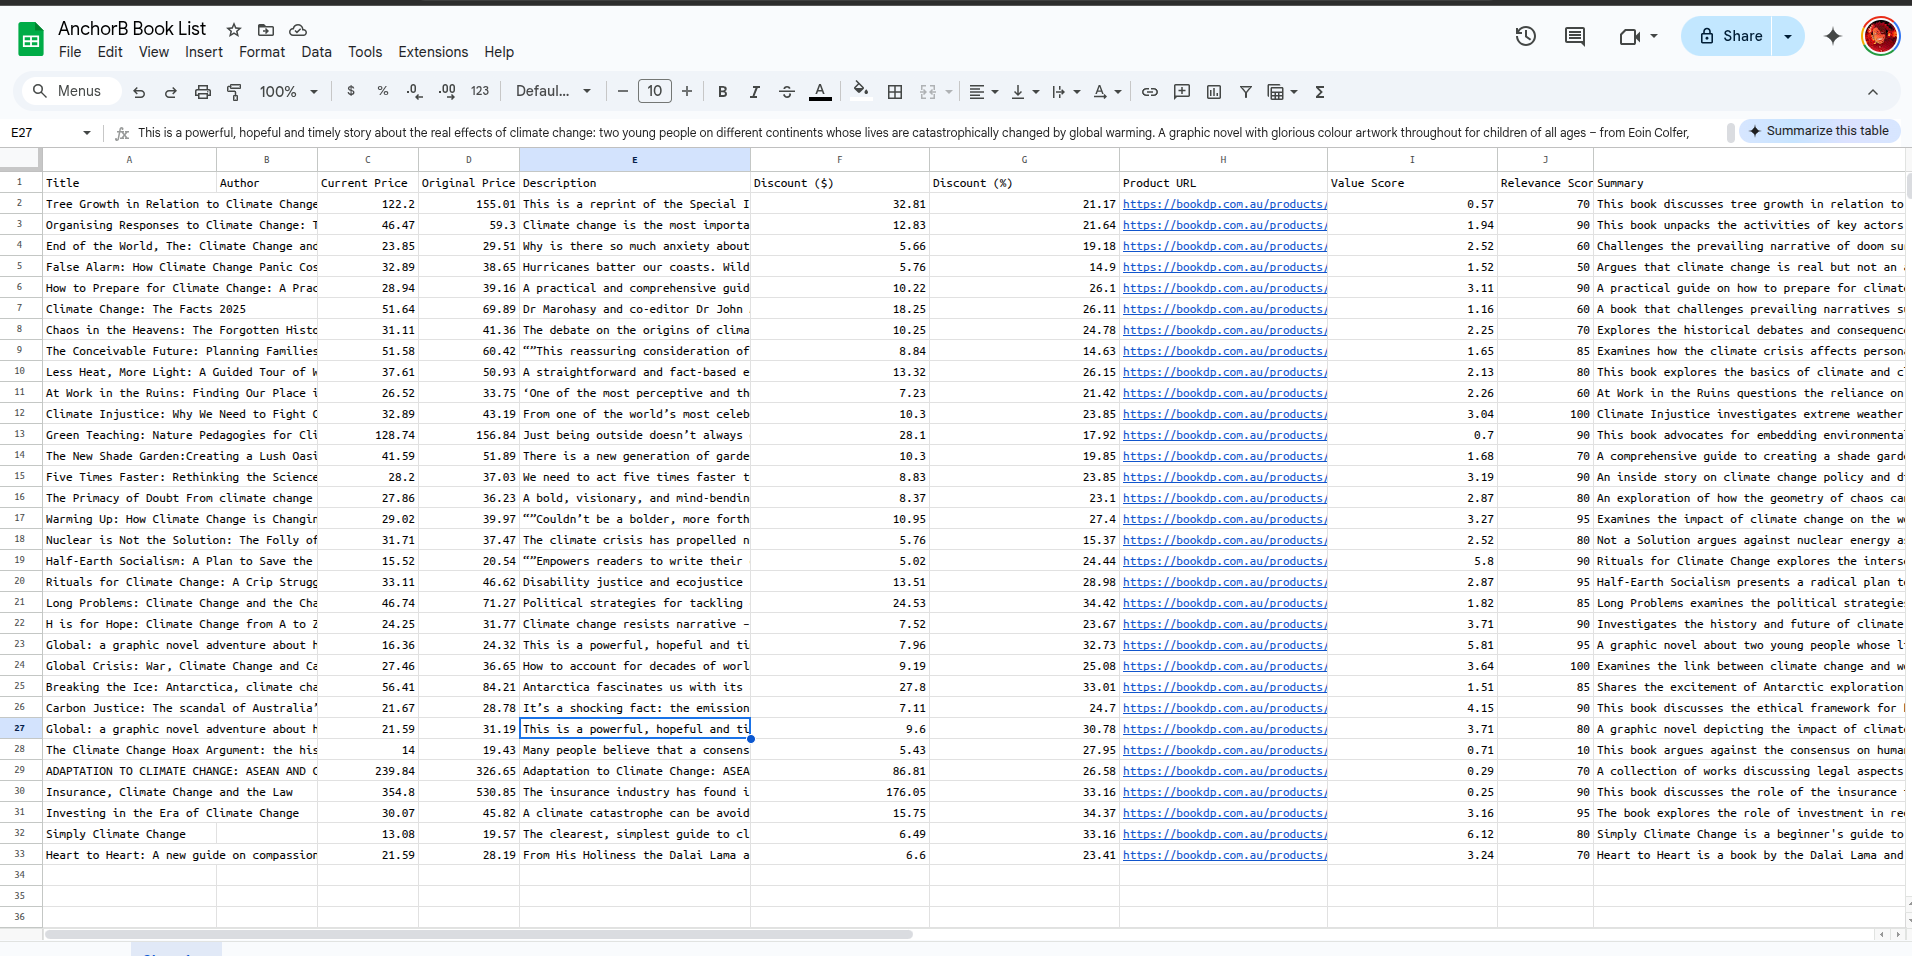 AnchorB Book List
File Edit View Insert Format Data Tools Extensions Help
Share
Menus 100% $ % .0 .00 123 Defaul... 10 B I A
E27 fx This is a powerful, hopeful and timely story about the real effects of climate change: two young people on different continents whose lives are catastrophically changed by global warming. A graphic novel with glorious colour artwork throughout for children of all ages – from Eoin Colfer, Summarize this table
A B C D E F G H I J
1 Title Author Current Price Original Price Description Discount ($) Discount (%) Product URL Value Score Relevance Scor Summary
2 Tree Growth in Relation to Climate Change 122.2 155.01 This is a reprint of the Special I 32.81 21.17 https://bookdp.com.au/products/ 0.57 70 This book discusses tree growth in relation to
3 Organising Responses to Climate Change: T 46.47 59.3 Climate change is the most importa 12.83 21.64 https://bookdp.com.au/products/ 1.94 90 This book unpacks the activities of key actors
4 End of the World, The: Climate Change and 23.85 29.51 Why is there so much anxiety about 5.66 19.18 https://bookdp.com.au/products/ 2.52 60 Challenges the prevailing narrative of doom su
5 False Alarm: How Climate Change Panic Cos 32.89 38.65 Hurricanes batter our coasts. Wild 5.76 14.9 https://bookdp.com.au/products/ 1.52 50 Argues that climate change is real but not an
6 How to Prepare for Climate Change: A Prac 28.94 39.16 A practical and comprehensive guid 10.22 26.1 https://bookdp.com.au/products/ 3.11 90 A practical guide on how to prepare for climat
7 Climate Change: The Facts 2025 51.64 69.89 Dr Marohasy and co-editor Dr John 18.25 26.11 https://bookdp.com.au/products/ 1.16 60 A book that challenges prevailing narratives s
8 Chaos in the Heavens: The Forgotten Histo 31.11 41.36 The debate on the origins of clima 10.25 24.78 https://bookdp.com.au/products/ 2.25 70 Explores the historical debates and consequenc
9 The Conceivable Future: Planning Families 51.58 60.42 “”This reassuring consideration of 8.84 14.63 https://bookdp.com.au/products/ 1.65 85 Examines how the climate crisis affects person
10 Less Heat, More Light: A Guided Tour of W 37.61 50.93 A straightforward and fact-based e 13.32 26.15 https://bookdp.com.au/products/ 2.13 80 This book explores the basics of climate and c
11 At Work in the Ruins: Finding Our Place i 26.52 33.75 ‘One of the most perceptive and th 7.23 21.42 https://bookdp.com.au/products/ 2.26 60 At Work in the Ruins questions the reliance on
12 Climate Injustice: Why We Need to Fight G 32.89 43.19 From one of the world’s most celeb 10.3 23.85 https://bookdp.com.au/products/ 3.04 100 Climate Injustice investigates extreme weather
13 Green Teaching: Nature Pedagogies for Cli 128.74 156.84 Just being outside doesn’t always 28.1 17.92 https://bookdp.com.au/products/ 0.7 90 This book advocates for embedding environmenta
14 The New Shade Garden:Creating a Lush Oasi 41.59 51.89 There is a new generation of garde 10.3 19.85 https://bookdp.com.au/products/ 1.68 70 A comprehensive guide to creating a shade gard
15 Five Times Faster: Rethinking the Science 28.2 37.03 We need to act five times faster t 8.83 23.85 https://bookdp.com.au/products/ 3.19 90 An inside story on climate change policy and d
16 The Primacy of Doubt From climate change 27.86 36.23 A bold, visionary, and mind-bendin 8.37 23.1 https://bookdp.com.au/products/ 2.87 80 An exploration of how the geometry of chaos ca
17 Warming Up: How Climate Change is Changin 29.02 39.97 “”Couldn’t be a bolder, more forth 10.95 27.4 https://bookdp.com.au/products/ 3.27 95 Examines the impact of climate change on the w
18 Nuclear is Not the Solution: The Folly of 31.71 37.47 The climate crisis has propelled n 5.76 15.37 https://bookdp.com.au/products/ 2.52 80 Not a Solution argues against nuclear energy a
19 Half-Earth Socialism: A Plan to Save the 15.52 20.54 “”Empowers readers to write their 5.02 24.44 https://bookdp.com.au/products/ 5.8 90 Rituals for Climate Change explores the inters
20 Rituals for Climate Change: A Crip Strugg 33.11 46.62 Disability justice and ecojustice 13.51 28.98 https://bookdp.com.au/products/ 2.87 95 Half-Earth Socialism presents a radical plan t
21 Long Problems: Climate Change and the Cha 46.74 71.27 Political strategies for tackling 24.53 34.42 https://bookdp.com.au/products/ 1.82 85 Long Problems examines the political strategie
22 H is for Hope: Climate Change from A to Z 24.25 31.77 Climate change resists narrative – 7.52 23.67 https://bookdp.com.au/products/ 3.71 90 Investigates the history and future of climate
23 Global: a graphic novel adventure about h 16.36 24.32 This is a powerful, hopeful and ti 7.96 32.73 https://bookdp.com.au/products/ 5.81 95 A graphic novel about two young people whose l
24 Global Crisis: War, Climate Change and Ca 27.46 36.65 How to account for decades of worl 9.19 25.08 https://bookdp.com.au/products/ 3.64 100 Examines the link between climate change and w
25 Breaking the Ice: Antarctica, climate cha 56.41 84.21 Antarctica fascinates us with its 27.8 33.01 https://bookdp.com.au/products/ 1.51 85 Shares the excitement of Antarctic exploration
26 Carbon Justice: The scandal of Australia’ 21.67 28.78 It’s a shocking fact: the emission 7.11 24.7 https://bookdp.com.au/products/ 4.15 90 This book discusses the ethical framework for
27 Global: a graphic novel adventure about h 21.59 31.19 This is a powerful, hopeful and ti 9.6 30.78 https://bookdp.com.au/products/ 3.71 80 A graphic novel depicting the impact of climat
28 The Climate Change Hoax Argument: the his 14 19.43 Many people believe that a consens 5.43 27.95 https://bookdp.com.au/products/ 0.71 10 This book argues against the consensus on human
29 ADAPTATION TO CLIMATE CHANGE: ASEAN AND C 239.84 326.65 Adaptation to Climate Change: ASEA 86.81 26.58 https://bookdp.com.au/products/ 0.29 70 A collection of works discussing legal aspects
30 Insurance, Climate Change and the Law 354.8 530.85 The insurance industry has found i 176.05 33.16 https://bookdp.com.au/products/ 0.25 90 This book discusses the role of the insurance
31 Investing in the Era of Climate Change 30.07 45.82 A climate catastrophe can be avoid 15.75 34.37 https://bookdp.com.au/products/ 3.16 95 The book explores the role of investment in re
32 Simply Climate Change 13.08 19.57 The clearest, simplest guide to cl 6.49 33.16 https://bookdp.com.au/products/ 6.12 80 Simply Climate Change is a beginner's guide to
33 Heart to Heart: A new guide on compassion 21.59 28.19 From His Holiness the Dalai Lama a 6.6 23.41 https://bookdp.com.au/products/ 3.24 70 Heart to Heart is a book by the Dalai Lama and
34
35
36